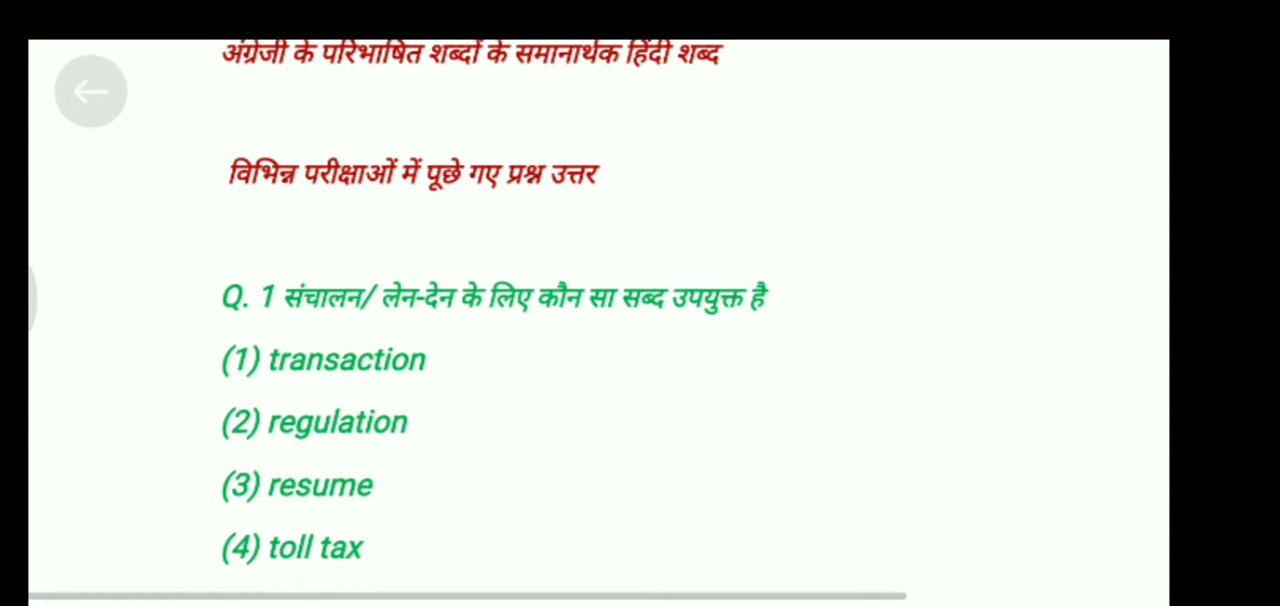 अंग्रेजी के परिभाषित शब्दों के समानार्थक हिंदी शब्द
विभिन्न परीक्षाओं में पूछे गए प्रश्न उत्तर
Q. 1 संचालन/ लेन-देन के लिए कौन सा सब्द उपयुक्त है
(1) transaction
(2) regulation
(3) resume
(4) toll tax